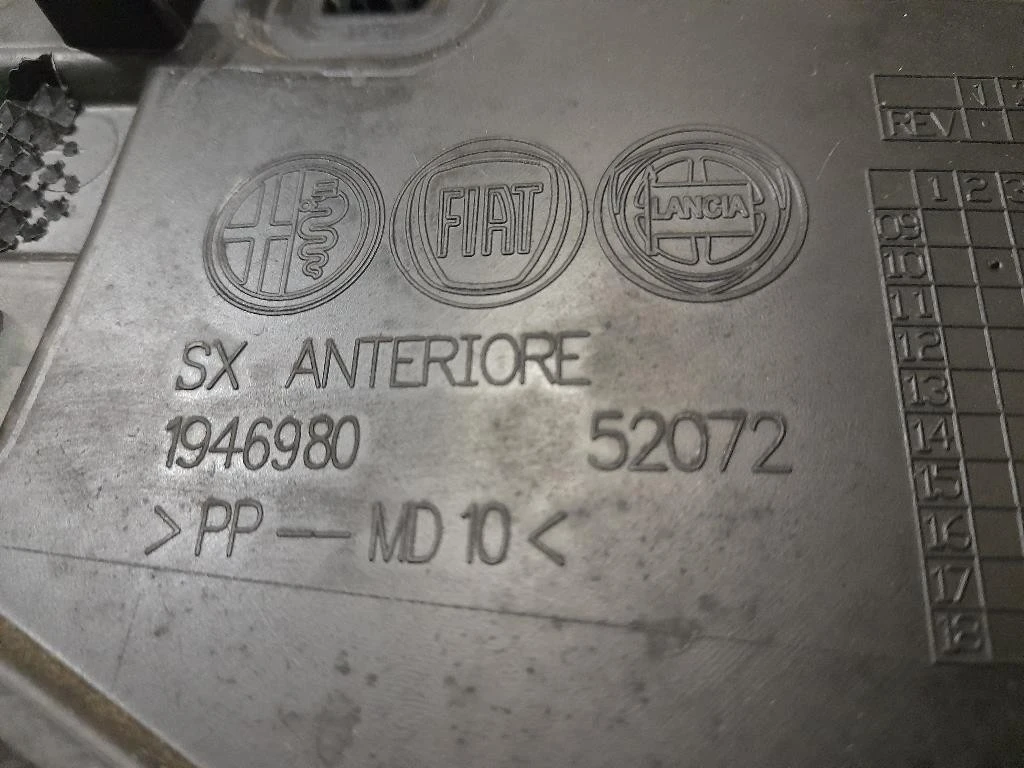 FIAT
LANCIA
SX ANTERIORE
1946980 52072
>PP — MD 10<
REV
1 2 3
09
10
11
12
13
14
15
16
17
18